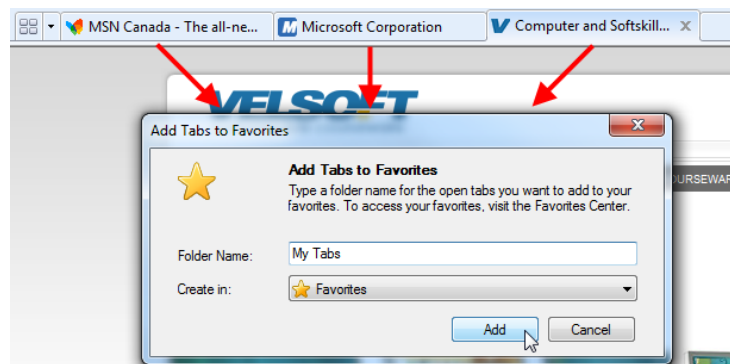 MSN Canada - The all-ne...
Microsoft Corporation
Computer and Softskill...
VELSOFT
Add Tabs to Favorites
Add Tabs to Favorites
Type a folder name for the open tabs you want to add to your
favorites. To access your favorites, visit the Favorites Center.
OURSEWAR
Folder Name:
My Tabs
Create in:
Favorites
Add
Cancel